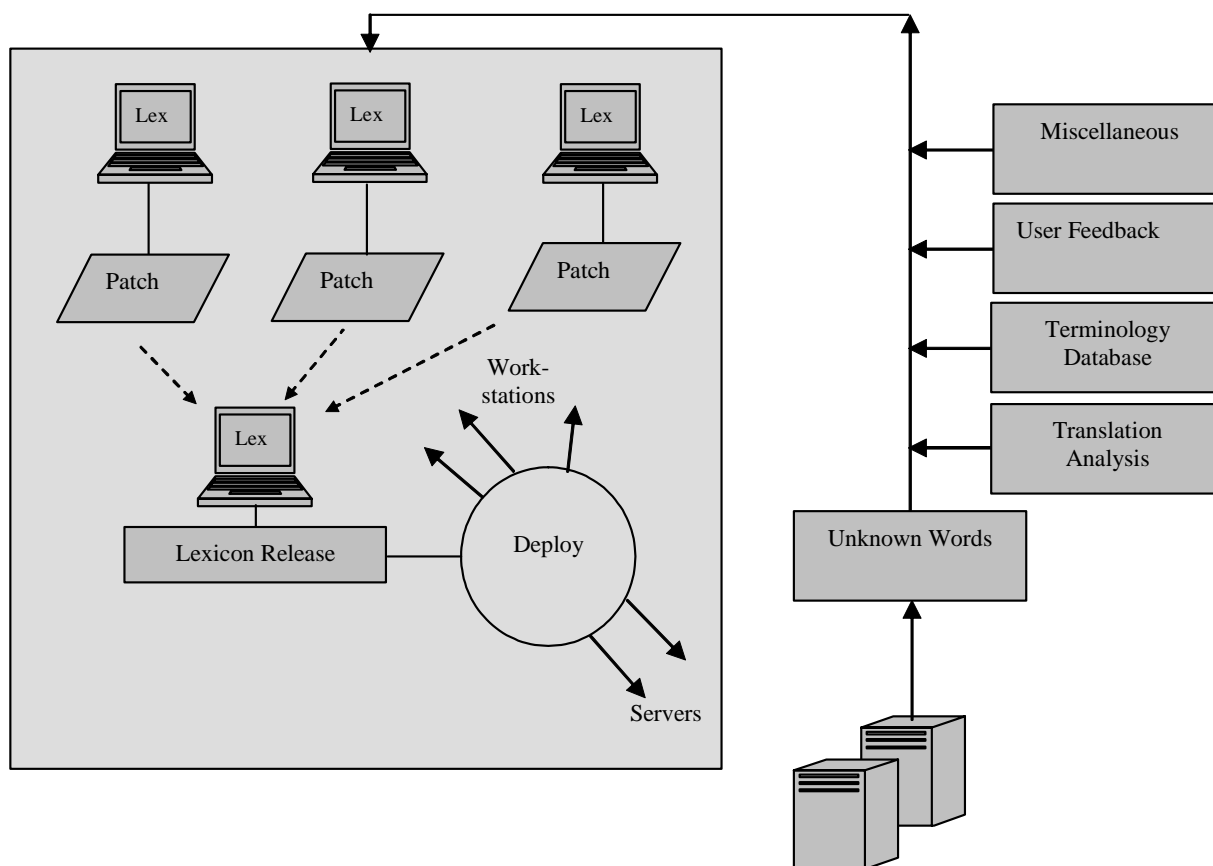 Lex
Lex
Lex
Miscellaneous
User Feedback
Patch
Patch
Patch
Terminology
Database
Work-
stations
Lex
Translation
Analysis
Lexicon Release
Deploy
Unknown Words
Servers